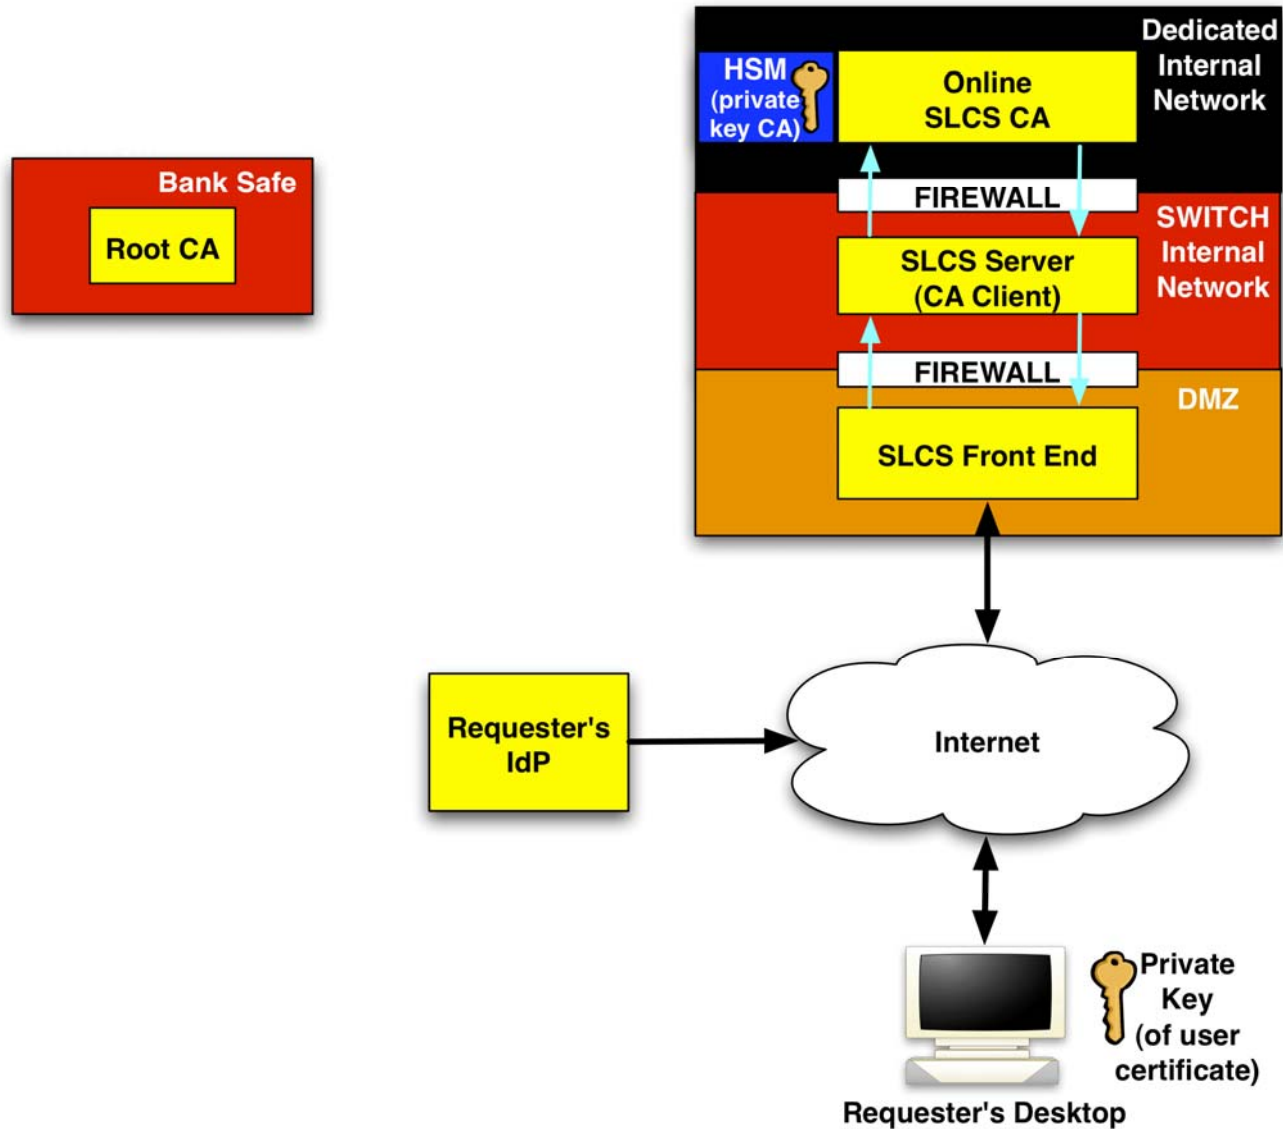 Dedicated
Internal
Network
HSM
(private
key CA)
Online
SLCS CA
Bank Safe
Root CA
FIREWALL
SWITCH
Internal
Network
SLCS Server
(CA Client)
FIREWALL
DMZ
SLCS Front End
Requester's
IdP
Internet
Private
Key
(of user
certificate)
Requester's Desktop